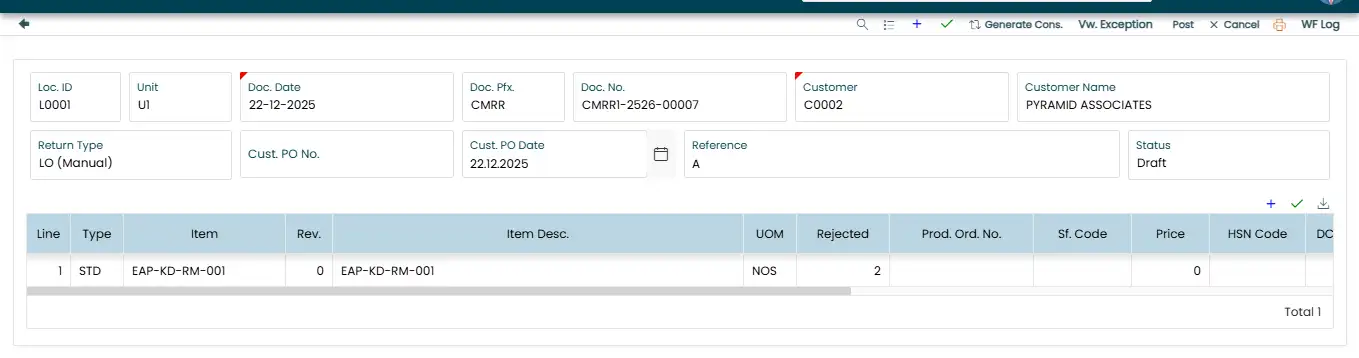 Generate Cons. Vw. Exception Post Cancel WF Log
Loc. ID Unit Doc. Date Doc. Pfx. Doc. No. Customer Customer Name
L0001 U1 22-12-2025 CMRR CMRR1-2526-00007 C0002 PYRAMID ASSOCIATES
Return Type Cust. PO No. Cust. PO Date Reference Status
LO (Manual) 22.12.2025 A Draft
Line Type Item Rev. Item Desc. UOM Rejected Prod. Ord. No. Sf. Code Price HSN Code DC
1 STD EAP-KD-RM-001 0 EAP-KD-RM-001 NOS 2 0
Total 1